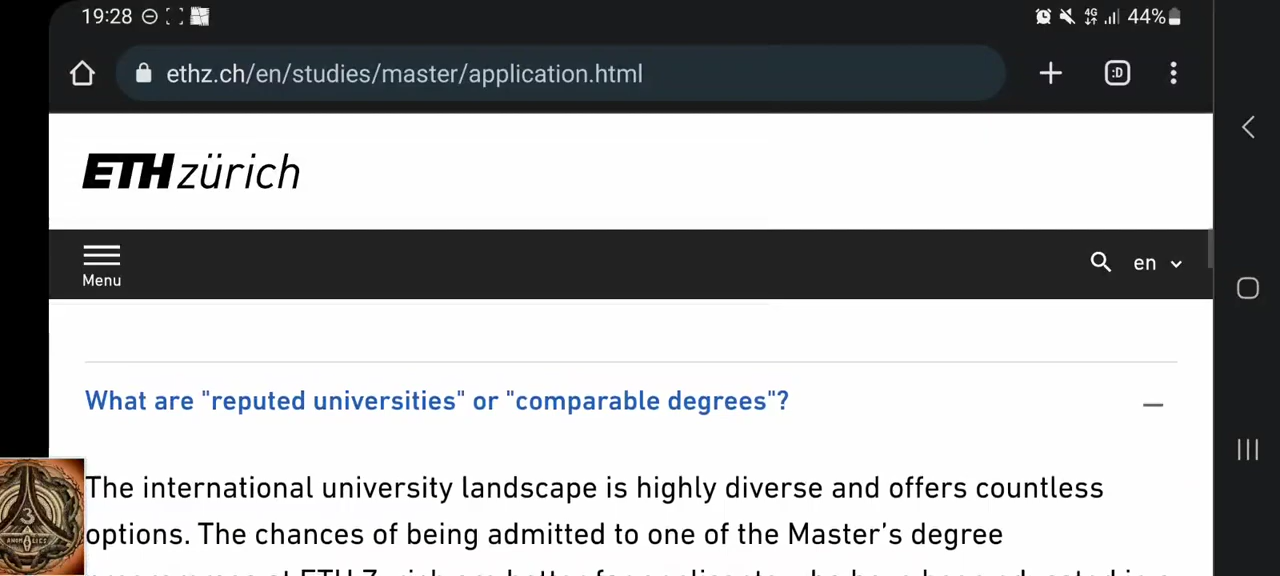 19:28
4G
44%
ethz.ch/en/studies/master/application.html
:D
ETH zürich
Menu
en
What are "reputed universities" or "comparable degrees"?
The international university landscape is highly diverse and offers countless
options. The chances of being admitted to one of the Master's degree
3